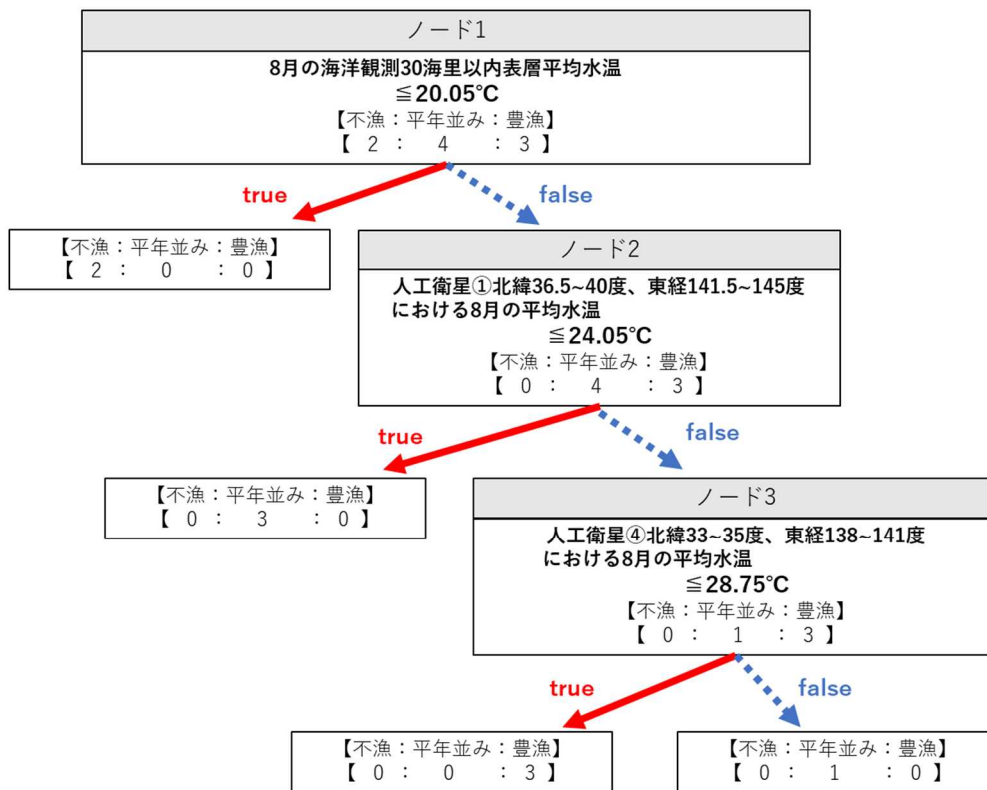 ノード1
8月の海洋観測30海里以内表層平均水温
≦20.05℃
【不漁：平年並み：豊漁】
【 2 ： 4 ：3 】
true
false
【不漁：平年並み：豊漁】
【 2 ： 0 ：0 】
ノード2
人工衛星①北緯36.5~40度、東経141.5~145度
における8月の平均水温
≦24.05℃
【不漁：平年並み：豊漁】
【 0 ： 4 ：3 】
true
false
【不漁：平年並み：豊漁】
【 0 ： 3 ：0 】
ノード3
人工衛星④北緯33~35度、東経138~141度
における8月の平均水温
≦28.75℃
【不漁：平年並み：豊漁】
【 0 ： 1 ：3 】
true
false
【不漁：平年並み：豊漁】
【 0 ： 0 ：3 】
【不漁：平年並み：豊漁】
【 0 ： 1 ：0 】